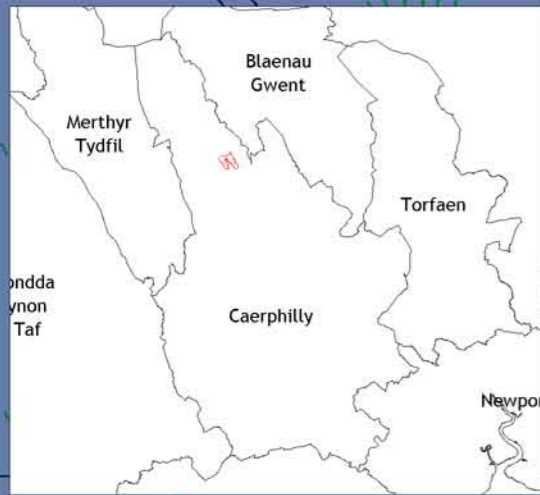 Blaenau
Gwent
Merthyr
Tydfil
Torfaen
ondda
ynon
Taf
Caerphilly
Newpor